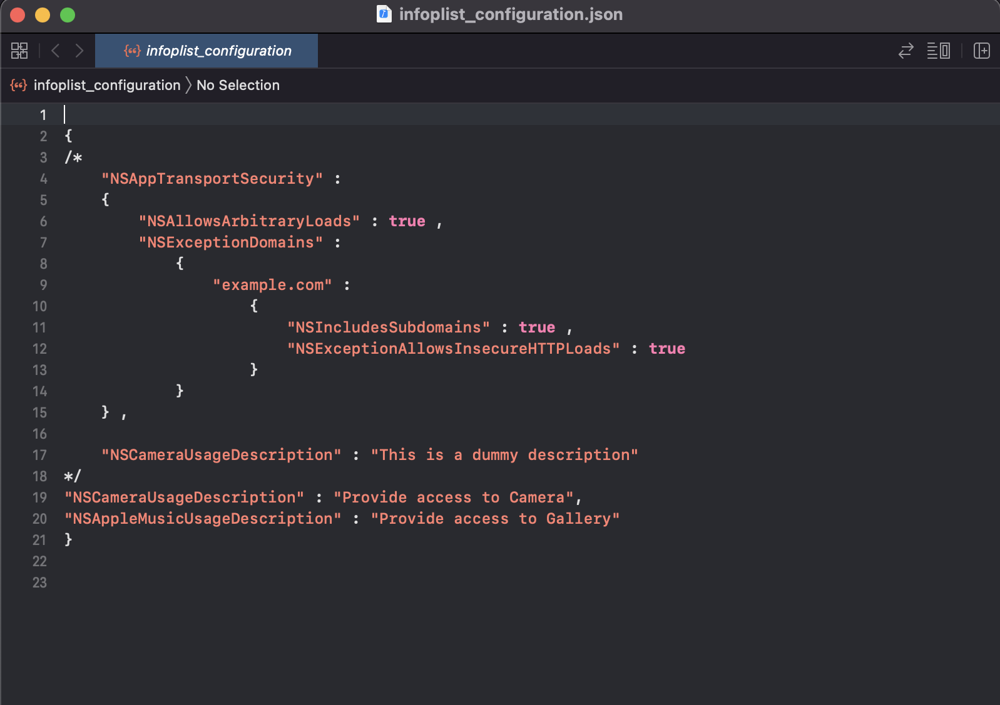 infoplist_configuration.json
infoplist_configuration
infoplist_configuration 〉 No Selection
1
2 {
3 /*
4     "NSAppTransportSecurity" :
5     {
6         "NSAllowsArbitraryLoads" : true ,
7         "NSExceptionDomains" :
8             {
9                 "example.com" :
10                     {
11                         "NSIncludesSubdomains" : true ,
12                         "NSExceptionAllowsInsecureHTTPLoads" : true
13                     }
14             }
15     } ,
16
17     "NSCameraUsageDescription" : "This is a dummy description"
18 */
19 "NSCameraUsageDescription" : "Provide access to Camera",
20 "NSAppleMusicUsageDescription" : "Provide access to Gallery"
21 }
22
23